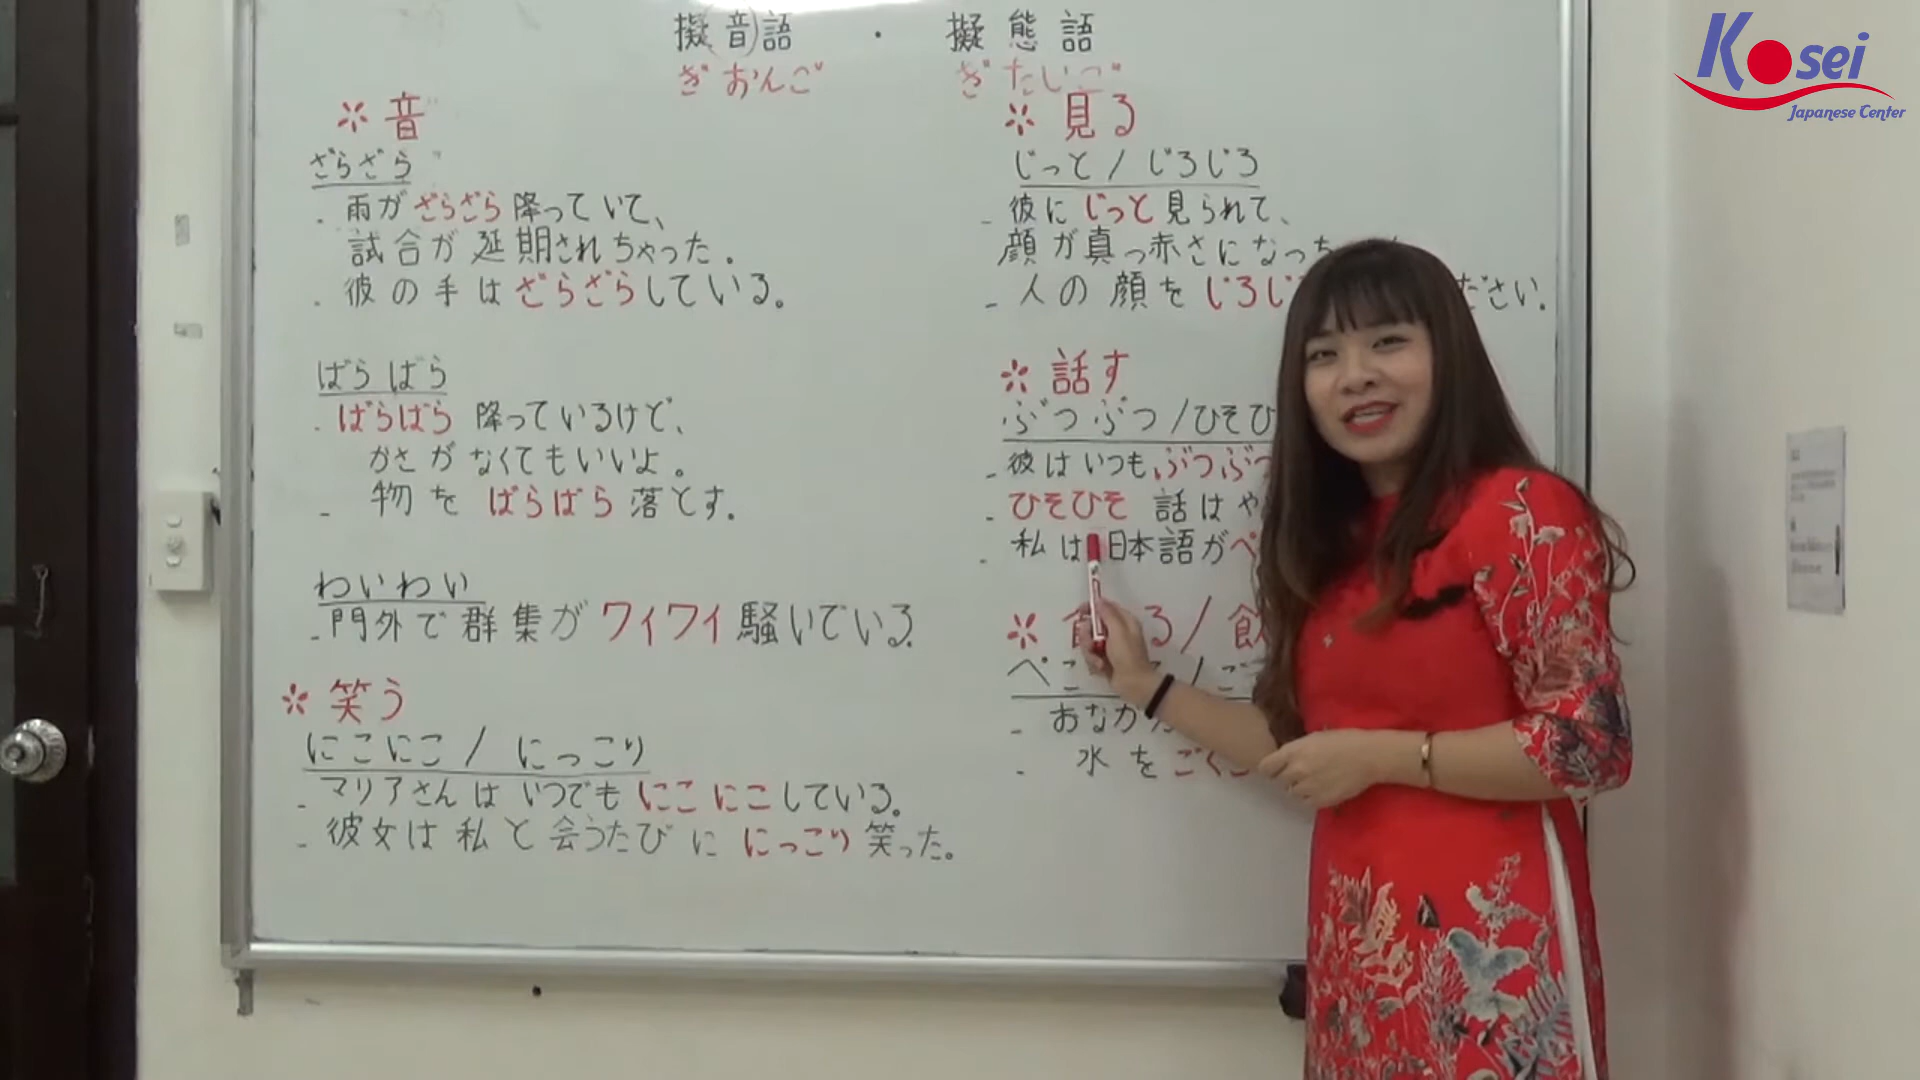 擬音語 ・ 擬態語
ぎおんご ぎたいご
音
ざらざら
雨がざらざら降っていて、
試合が延期されちゃった。
彼の手はざらざらしている。
ばらばら
ばらばら降っているけど、
かさがなくてもいいよ。
物をばらばら落とす。
わいわい
門外で群集がワイワイ騒いでいる。
笑う
にこにこ / にっこり
マリアさんはいつでもにこにこしている。
彼女は私と会うたびににっこり笑った。
見る
じっと / じろじろ
彼にじっと見られて、
顔が真っ赤さになっ
人の顔をじろじ ださい.
話す
ぶつぶつ / ひそひ
彼はいつもぶつぶつ
ひそひそ話はや
私は日本語がペ
る / 飲
ぺこ / ご
おなか
水をごくご
Kosei
Japanese Center